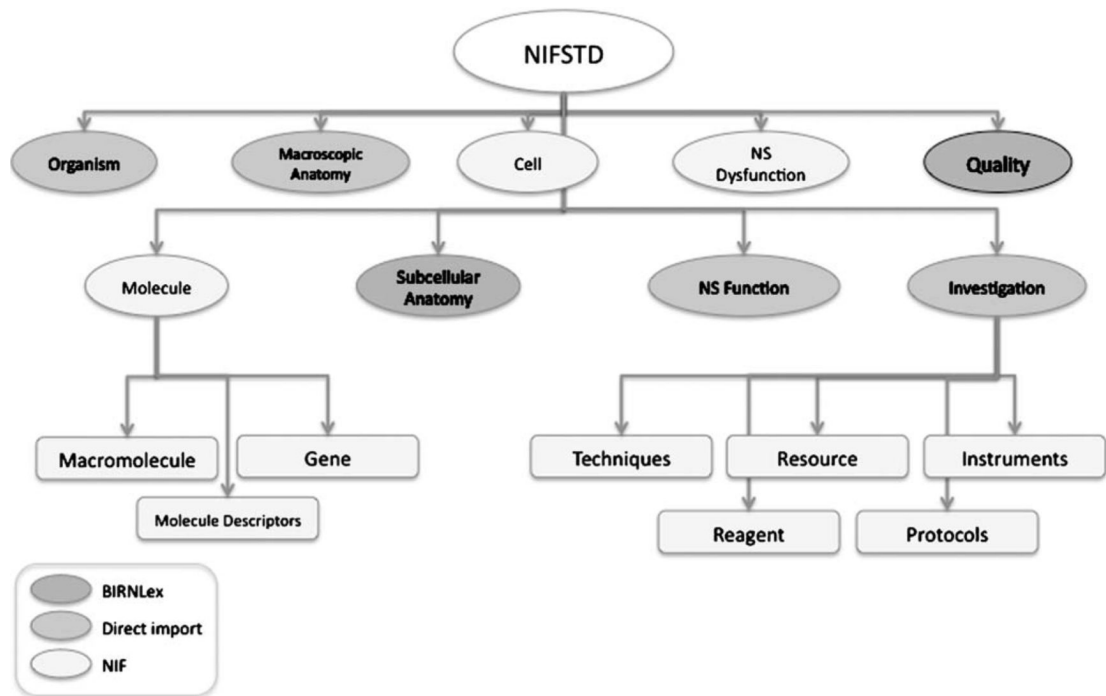 NIFSTD
Organism
Macroscopic
Anatomy
Cell
NS
Dysfunction
Quality
Molecule
Subcellular
Anatomy
NS Function
Investigation
Macromolecule
Gene
Molecule Descriptors
Techniques
Resource
Instruments
Reagent
Protocols
BIRNLex
Direct import
NIF